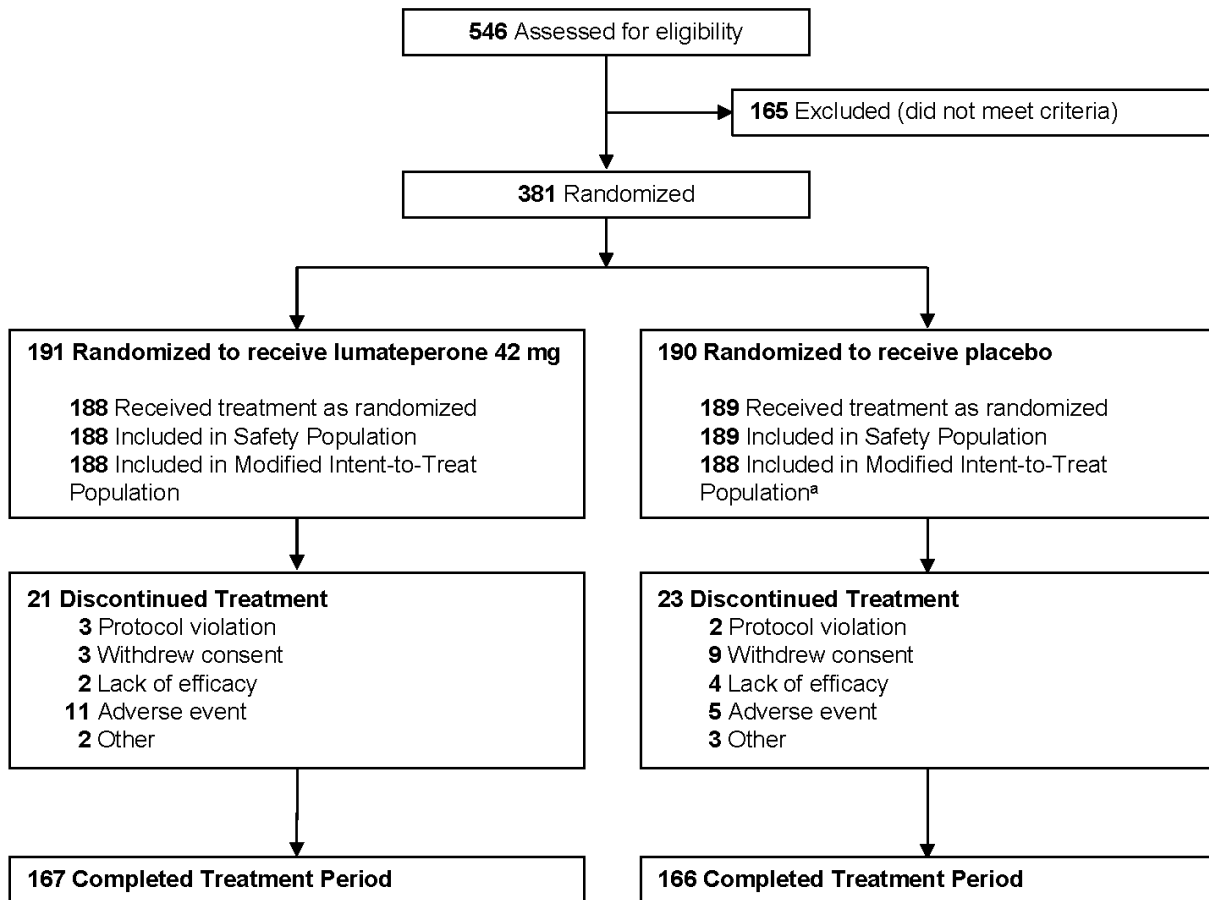 546 Assessed for eligibility
165 Excluded (did not meet criteria)
381 Randomized
191 Randomized to receive lumateperone 42 mg
188 Received treatment as randomized
188 Included in Safety Population
188 Included in Modified Intent-to-Treat
Population
190 Randomized to receive placebo
189 Received treatment as randomized
189 Included in Safety Population
188 Included in Modified Intent-to-Treat
Populationᵃ
21 Discontinued Treatment
3 Protocol violation
3 Withdrew consent
2 Lack of efficacy
11 Adverse event
2 Other
23 Discontinued Treatment
2 Protocol violation
9 Withdrew consent
4 Lack of efficacy
5 Adverse event
3 Other
167 Completed Treatment Period
166 Completed Treatment Period